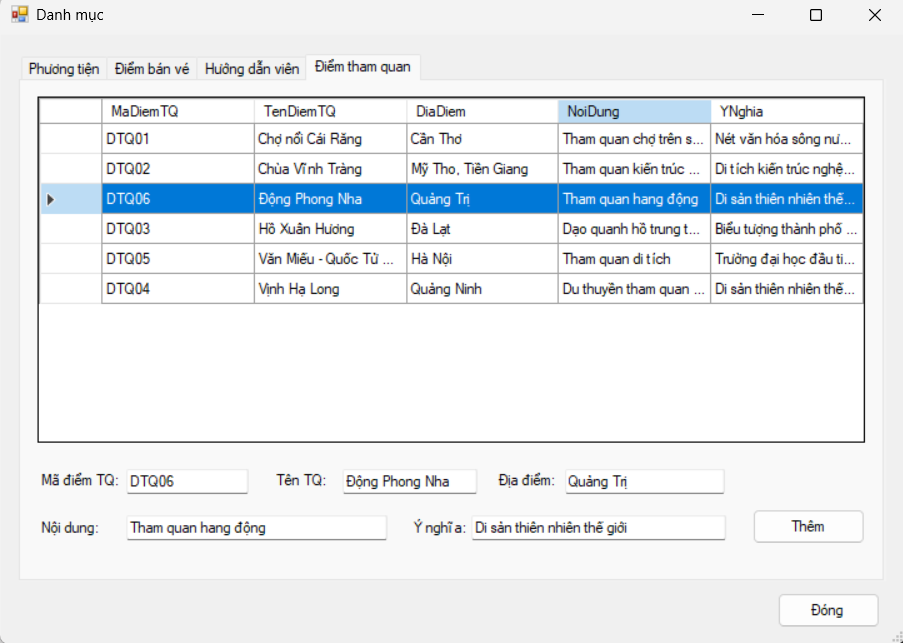 Danh mục
Phương tiện Điểm bán vé Hướng dẫn viên Điểm tham quan
MaDiemTQ TenDiemTQ DiaDiem NoiDung YNghia
DTQ01 Chợ nổi Cái Răng Cần Thơ Tham quan chợ trên s... Nét văn hóa sông nư...
DTQ02 Chùa Vĩnh Tràng Mỹ Tho, Tiền Giang Tham quan kiến trúc ... Di tích kiến trúc nghệ...
DTQ06 Động Phong Nha Quảng Trị Tham quan hang động Di sản thiên nhiên thế...
DTQ03 Hồ Xuân Hương Đà Lạt Dạo quanh hồ trung t... Biểu tượng thành phố ...
DTQ05 Văn Miếu - Quốc Tử ... Hà Nội Tham quan di tích Trường đại học đầu ti...
DTQ04 Vịnh Hạ Long Quảng Ninh Du thuyền tham quan ... Di sản thiên nhiên thế...
Mã điểm TQ: DTQ06 Tên TQ: Động Phong Nha Địa điểm: Quảng Trị
Nội dung: Tham quan hang động Ý nghĩa: Di sản thiên nhiên thế giới Thêm
Đóng